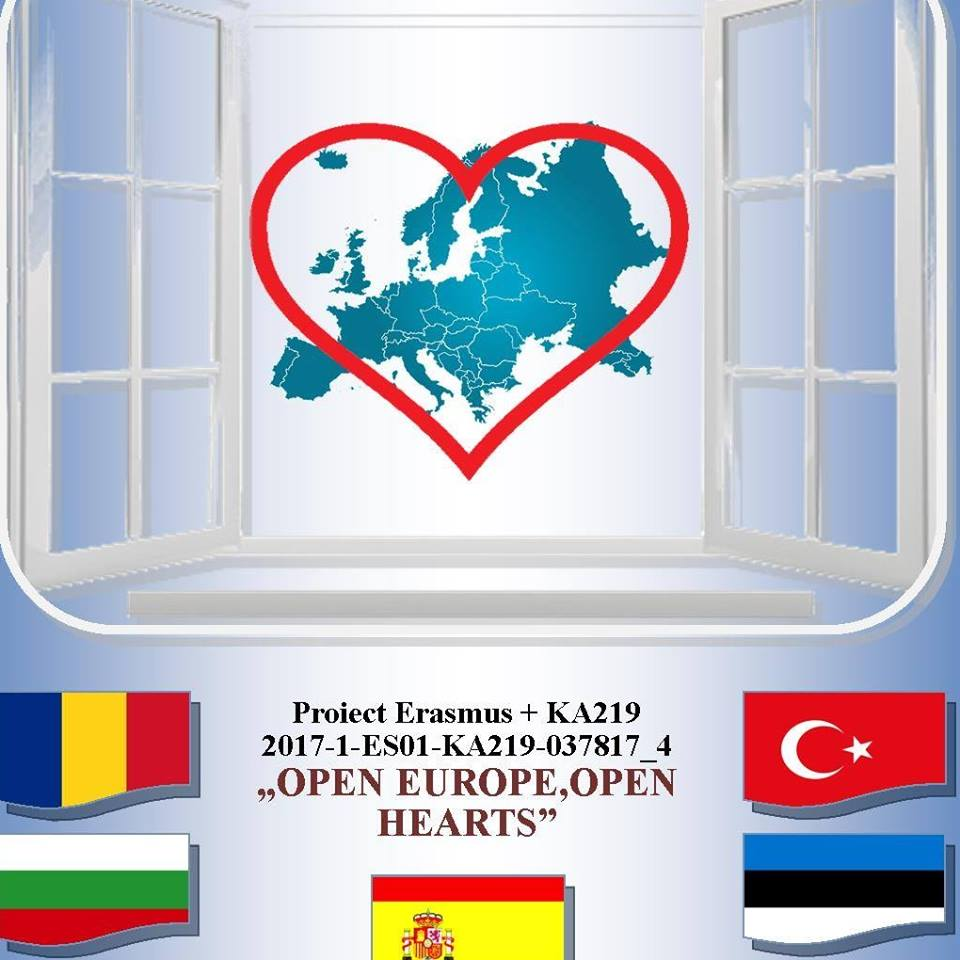 Proiect Erasmus + KA219
2017-1-ES01-KA219-037817_4
„OPEN EUROPE,OPEN
HEARTS”